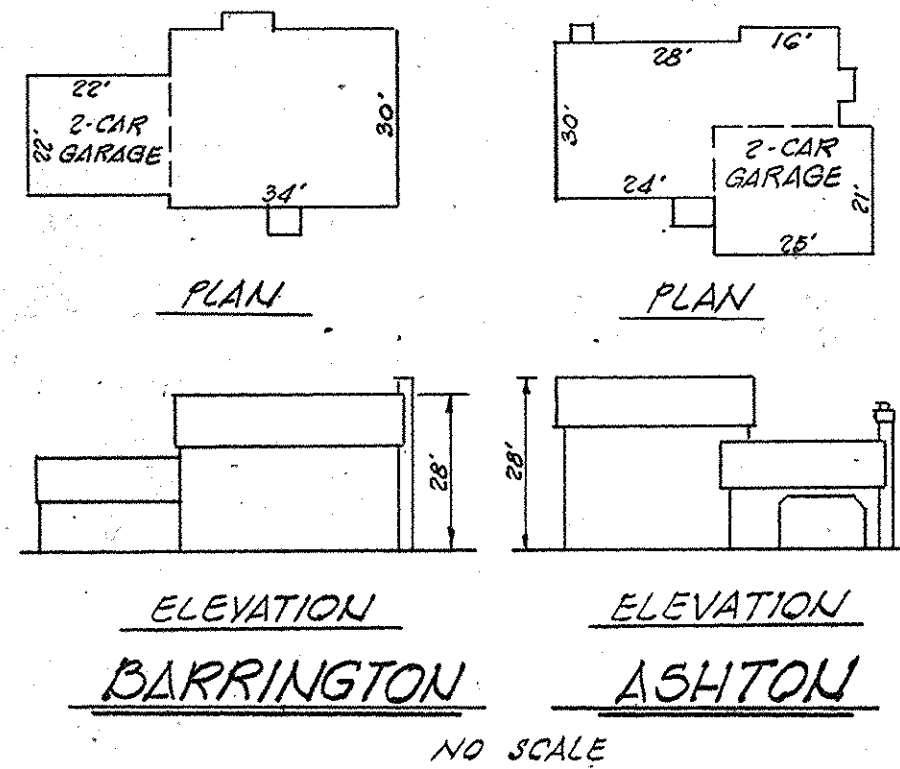 22'
2-CAR
GARAGE
22'
30'
34'
PLAN
28'
16'
30'
24'
2-CAR
GARAGE
21'
25'
PLAN
28'
ELEVATION
BARRINGTON
28'
ELEVATION
ASHTON
NO SCALE